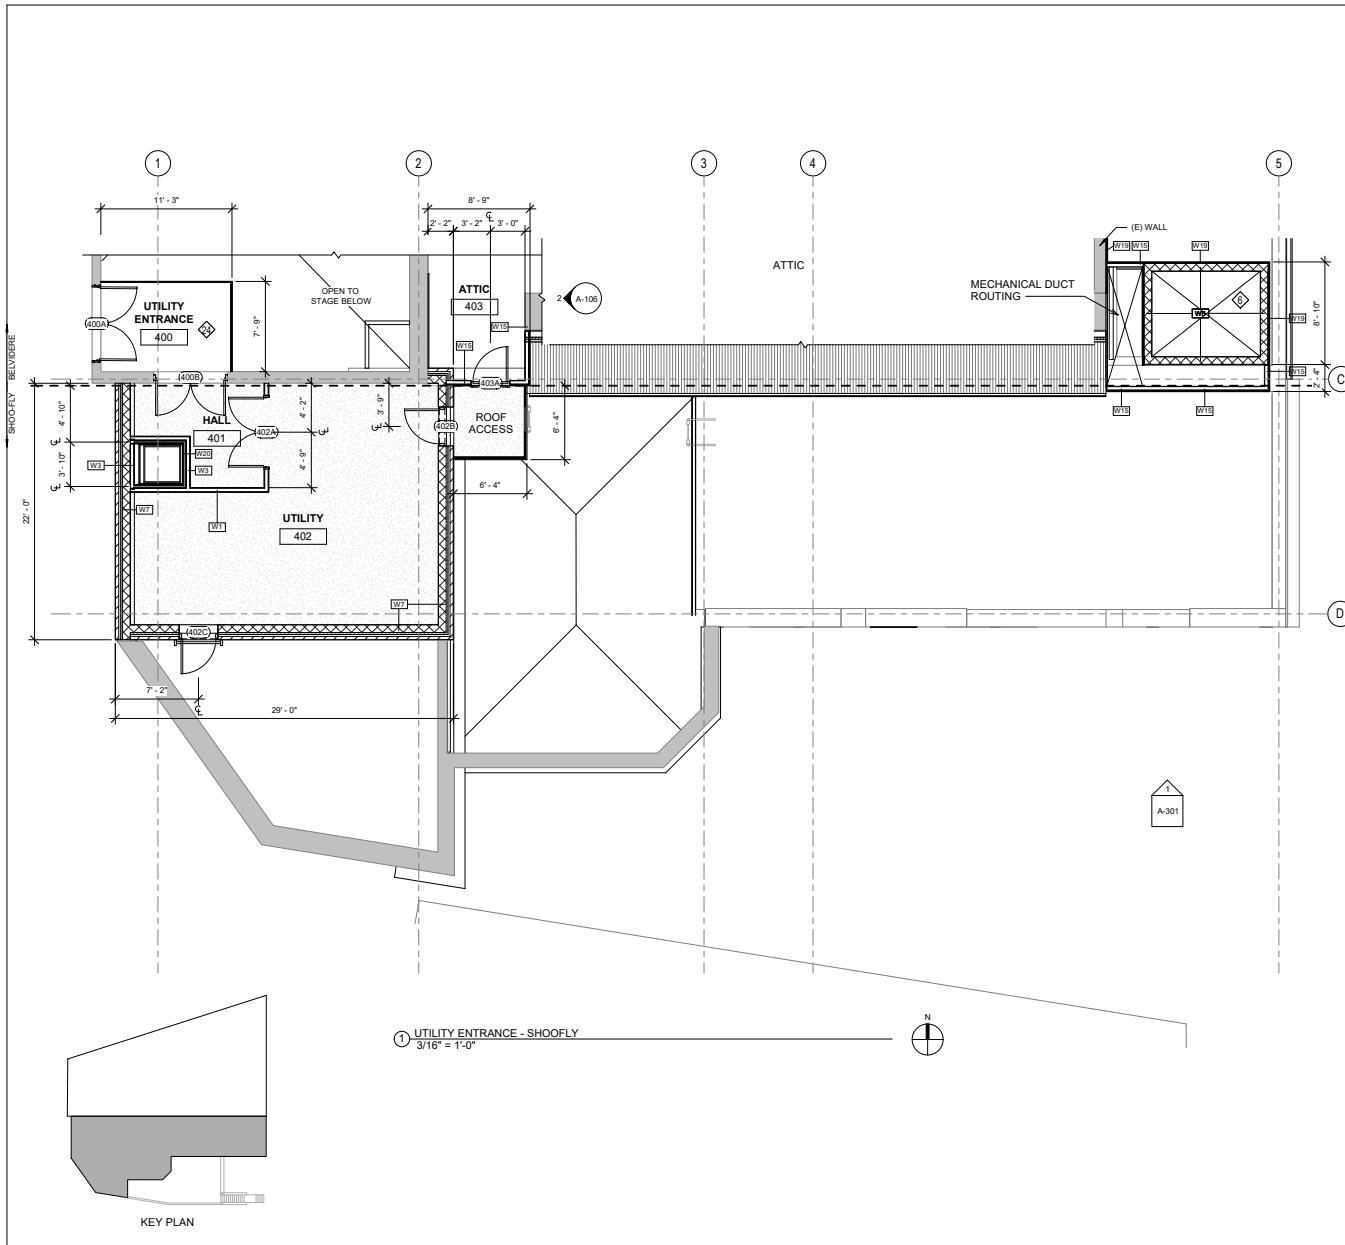 1
2
3
4
5
11' - 3"
8' - 9"
2' - 2"
3' - 2"
3' - 0"
(E) WALL
W19
W15
W19
ATTIC
MECHANICAL DUCT
ROUTING
6
W19
8' - 10"
W15
2' - 4"
C
W15
W15
OPEN TO
STAGE BELOW
ATTIC
403
2
A-106
W15
W15
403A
UTILITY
ENTRANCE
400
24
400A
7' - 9"
400B
BELVIDERE
SHOO-FLY
4' - 10"
3' - 10"
22' - 0"
HALL
401
402A
4' - 2"
4' - 9"
3' - 9"
402B
ROOF
ACCESS
6' - 4"
6' - 4"
W20
W3
W3
W7
W1
UTILITY
402
W7
D
402C
7' - 2"
29' - 0"
1
A-301
1
UTILITY ENTRANCE - SHOOFLY
3/16" = 1'-0"
N
KEY PLAN